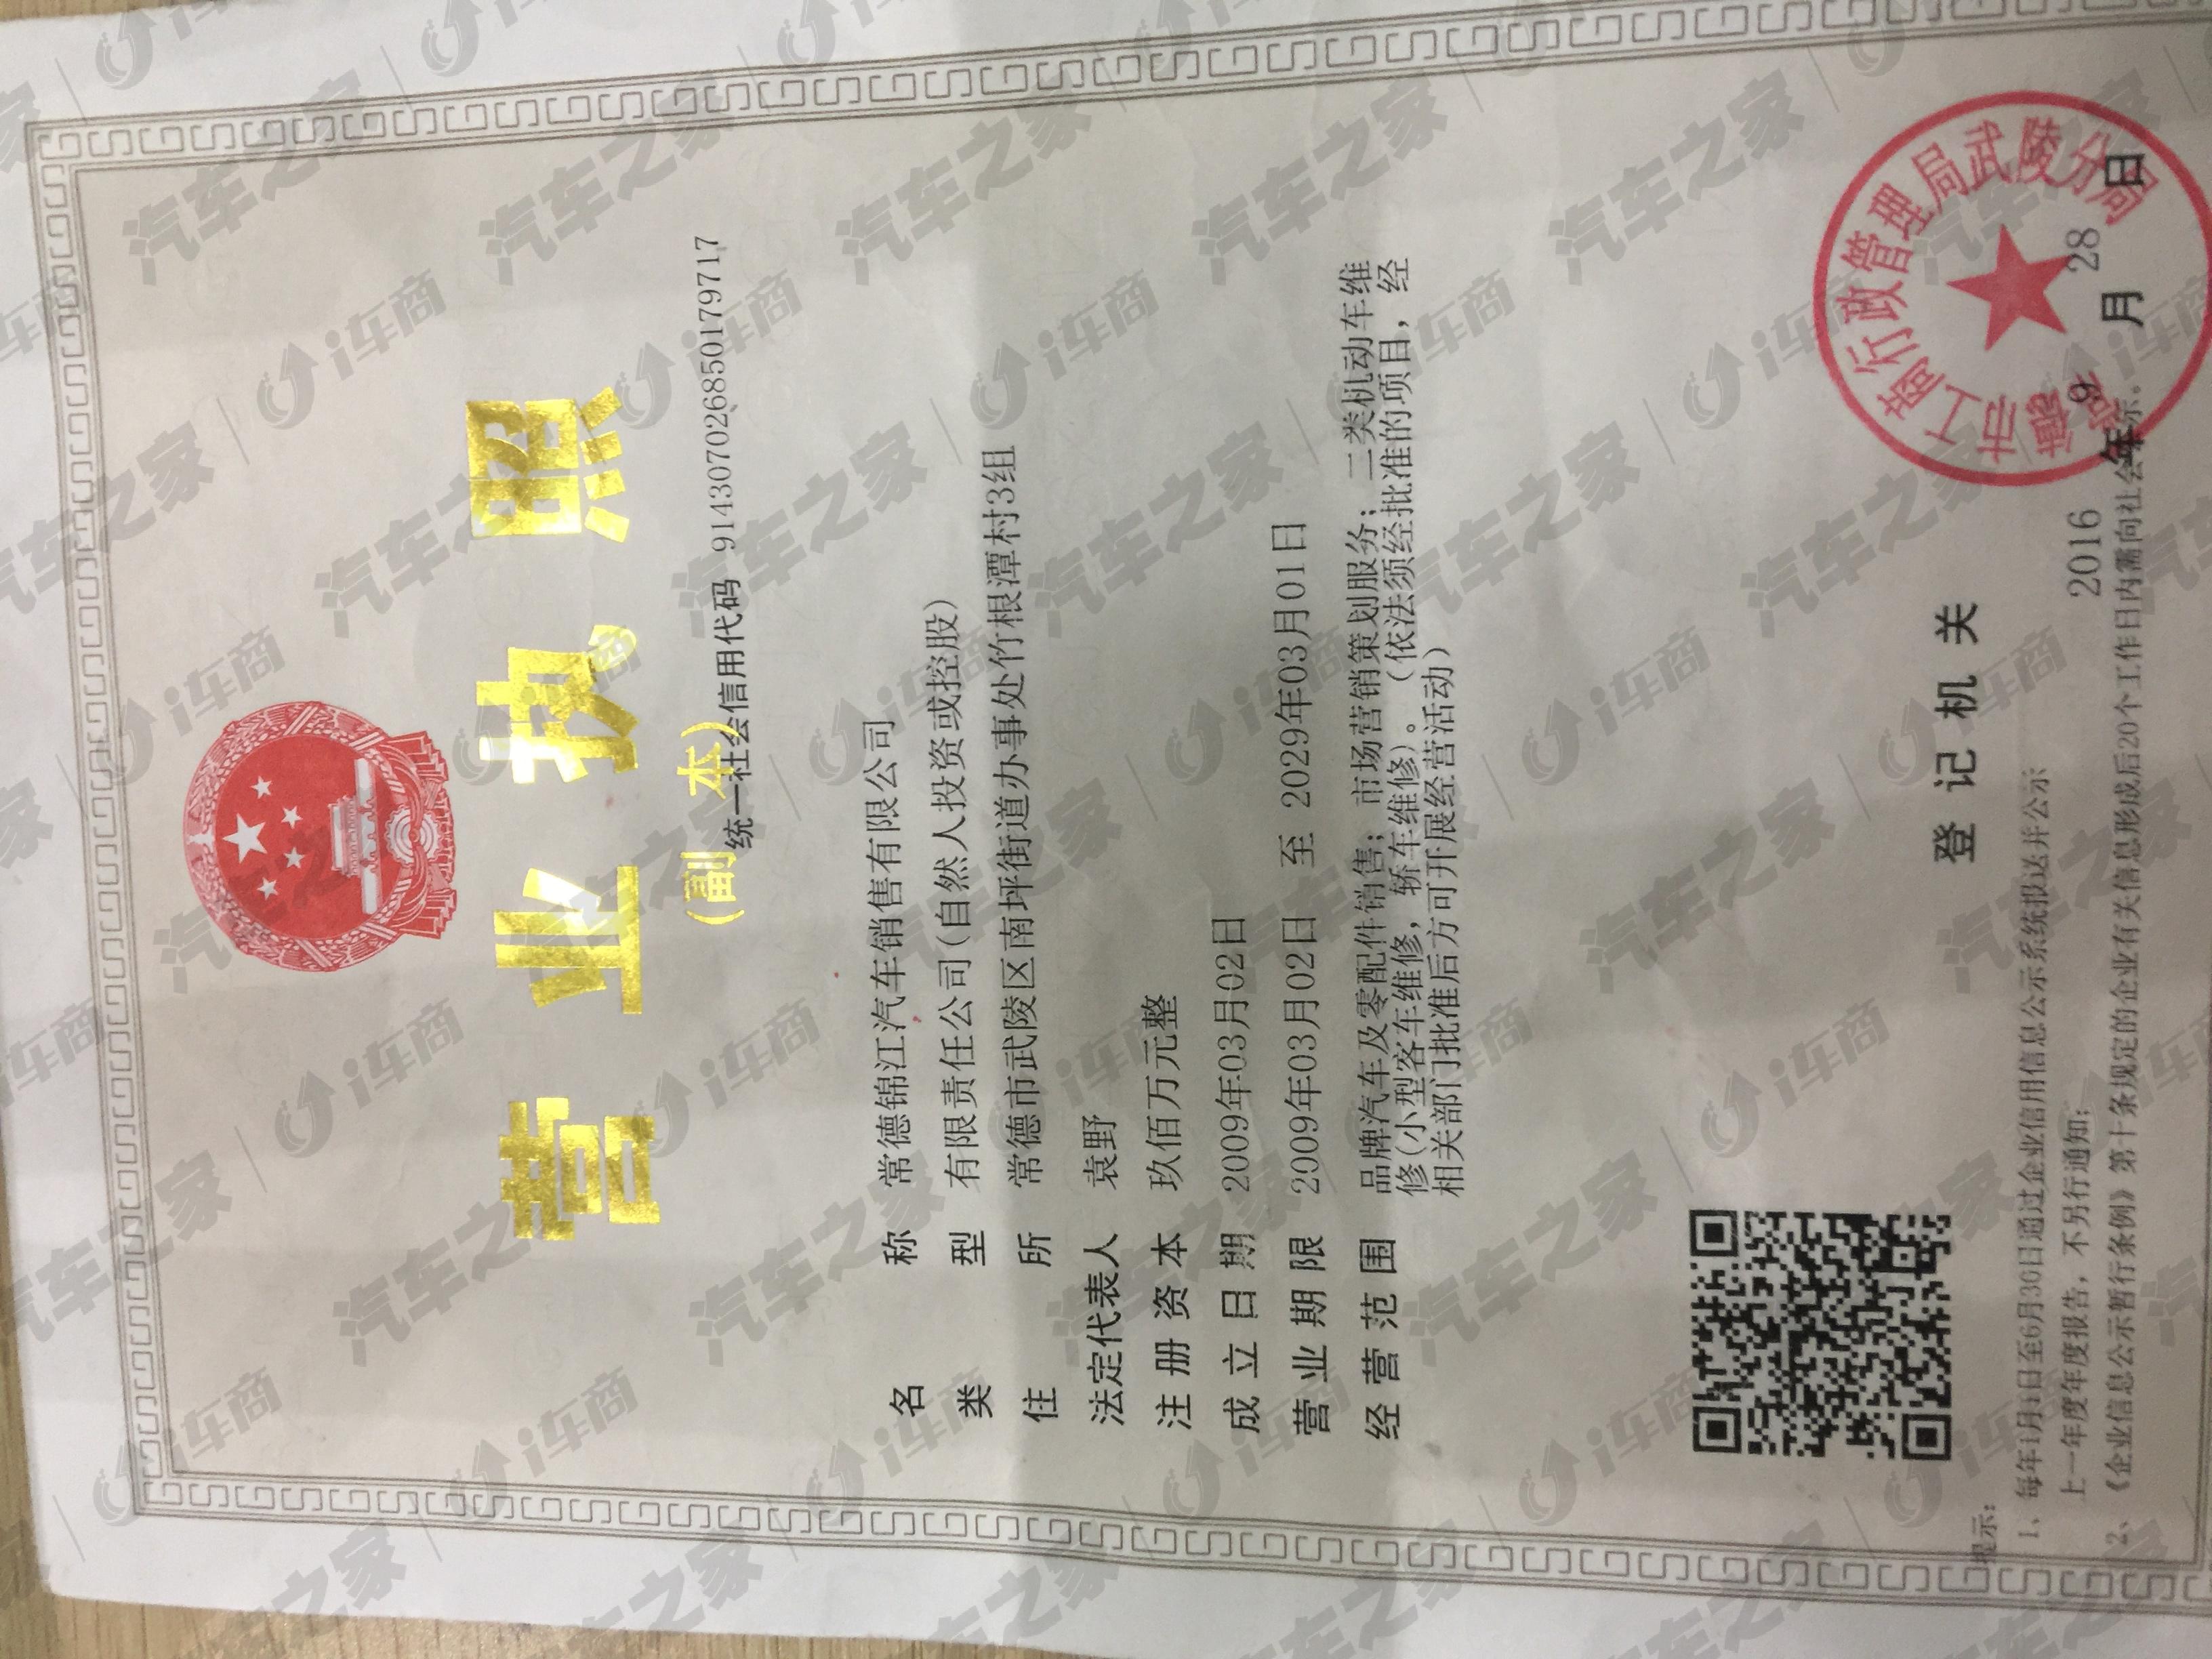 营业执照
(副本)
统一社会信用代码 914307026850179717
名称 常德锦江汽车销售有限公司
类型 有限责任公司(自然人投资或控股)
住所 常德市武陵区南坪街道办事处竹根潭村3组
法定代表人 袁野
注册资本 玖佰万元整
成立日期 2009年03月02日
营业期限 2009年03月02日 至 2029年03月01日
经营范围 品牌汽车及零配件销售；市场营销策划服务；二类机动车维
修(小型客车维修，轿车维修)。（依法须经批准的项目，经
相关部门批准后方可开展经营活动）
登记机关
市工商行政管理局武陵分局
2016年9月28日
提示：
1、每年1月1日至6月30日通过企业信用信息公示系统报送并公示
上一年度年度报告，不另行通知；
2、《企业信息公示暂行条例》第十条规定的企业有关信息形成后20个工作日内需向社会公示。
汽车之家 | i车商